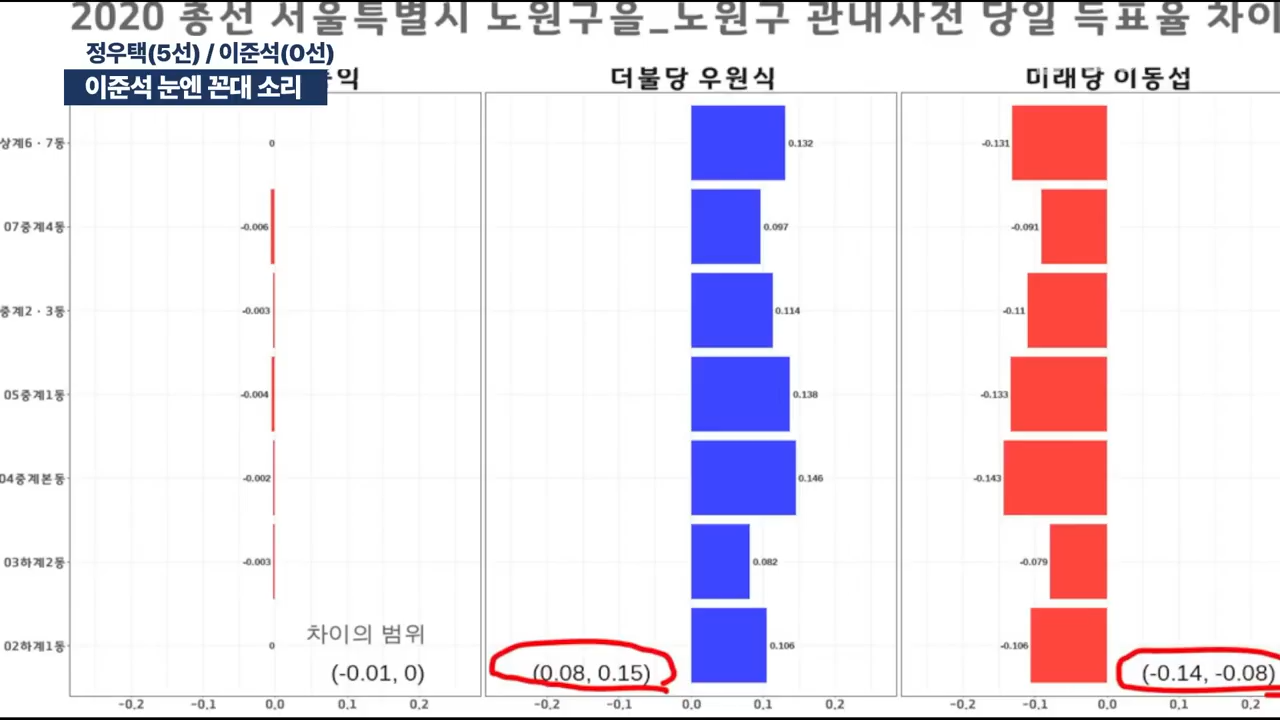 2020 총선 서울특별시 노원구을_노원구 관내사전 당일 득표율 차이
정우택(5선) / 이준석(0선)
이준석 눈엔 꼰대 소리
익
더불당 우원식
미래당 이동섭
상계6 · 7동
0
0.132
-0.131
07중계4동
-0.006
0.097
-0.091
중계2 · 3동
-0.003
0.114
-0.11
05중계1동
-0.004
0.138
-0.133
04중계본동
-0.002
0.146
-0.143
03하계2동
-0.003
0.082
-0.079
02하계1동
0
0.106
-0.106
차이의 범위
(-0.01, 0)
(0.08, 0.15)
(-0.14, -0.08)
-0.2 -0.1 0.0 0.1 0.2
-0.2 -0.1 0.0 0.1 0.2
-0.2 -0.1 0.0 0.1 0.2